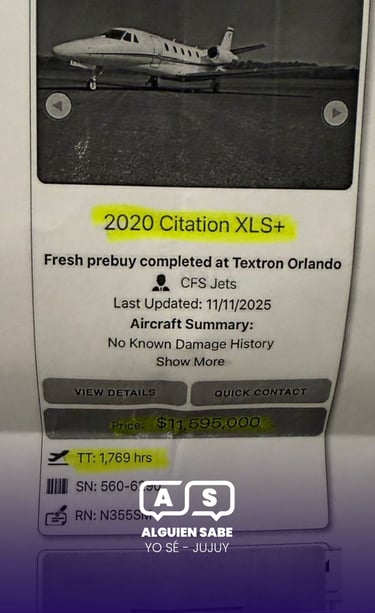 2020 Citation XLS+
Fresh prebuy completed at Textron Orlando
CFS Jets
Last Updated: 11/11/2025
Aircraft Summary:
No Known Damage History
Show More
VIEW DETAILS QUICK CONTACT
Price: $11,595,000
TT: 1,769 hrs
SN:
RN:
A S
ALGUIEN SABE
YO SÉ - JUJUY